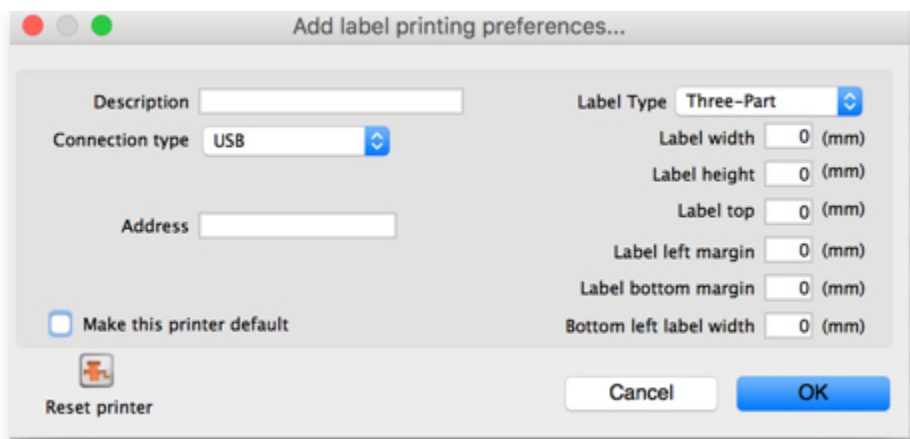 Add label printing preferences...
Description
Label Type Three-Part
Connection type USB
Label width 0 (mm)
Label height 0 (mm)
Label top 0 (mm)
Address
Label left margin 0 (mm)
Label bottom margin 0 (mm)
Make this printer default
Bottom left label width 0 (mm)
Reset printer
Cancel
OK